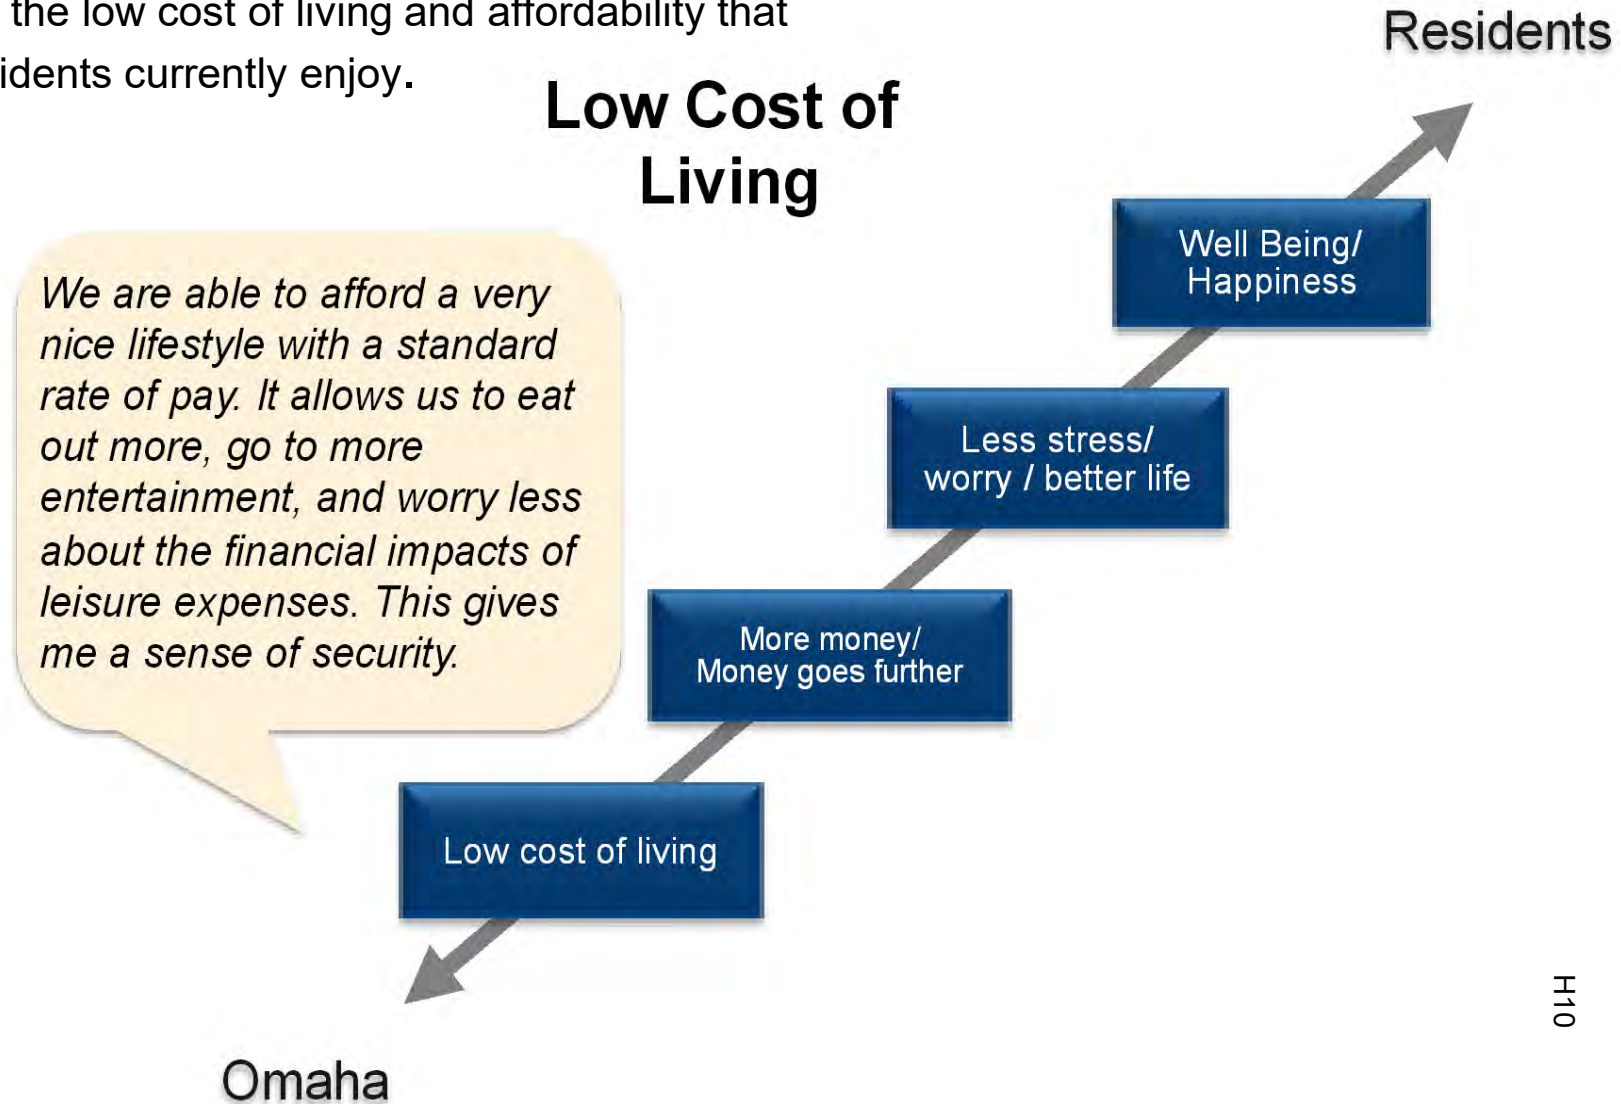 the low cost of living and affordability that
idents currently enjoy.
Low Cost of
Living
Residents
We are able to afford a very
nice lifestyle with a standard
rate of pay. It allows us to eat
out more, go to more
entertainment, and worry less
about the financial impacts of
leisure expenses. This gives
me a sense of security.
Well Being/
Happiness
Less stress/
worry / better life
More money/
Money goes further
Low cost of living
Omaha
H10